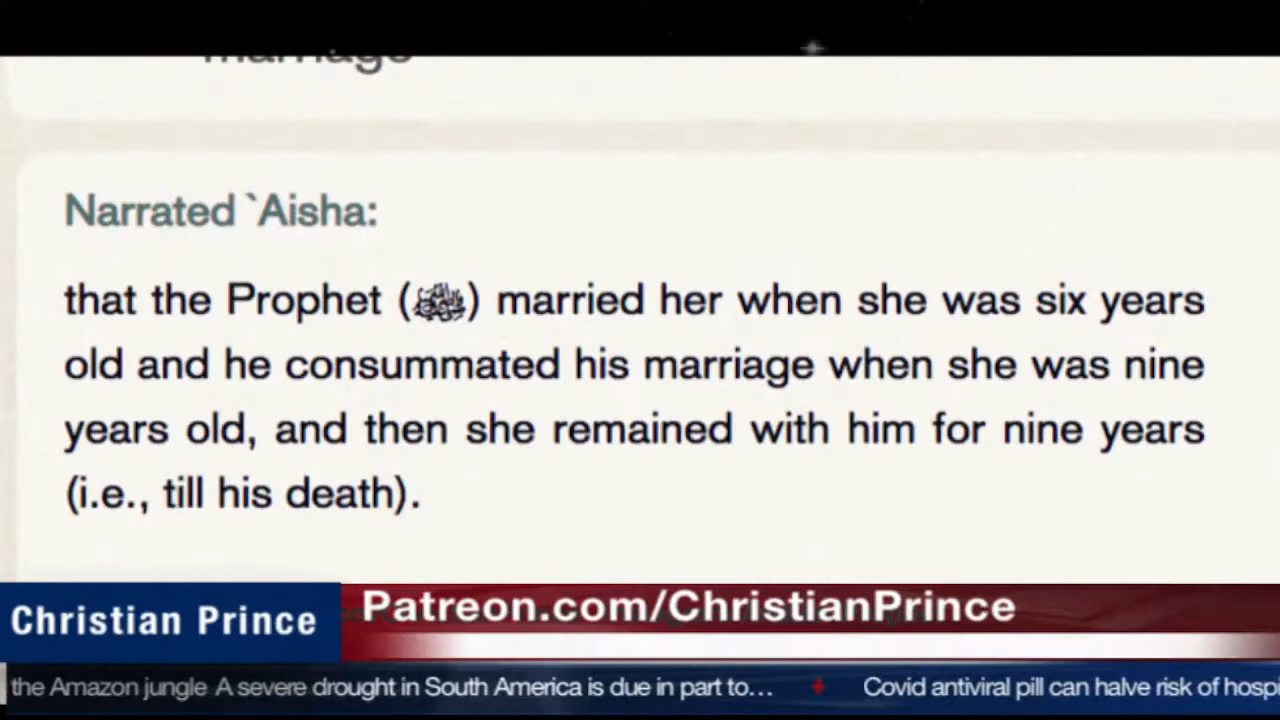 marriage
Narrated `Aisha:
that the Prophet (ﷺ) married her when she was six years
old and he consummated his marriage when she was nine
years old, and then she remained with him for nine years
(i.e., till his death).
Christian Prince
Patreon.com/ChristianPrince
the Amazon jungle A severe drought in South America is due in part to… Covid antiviral pill can halve risk of hospi